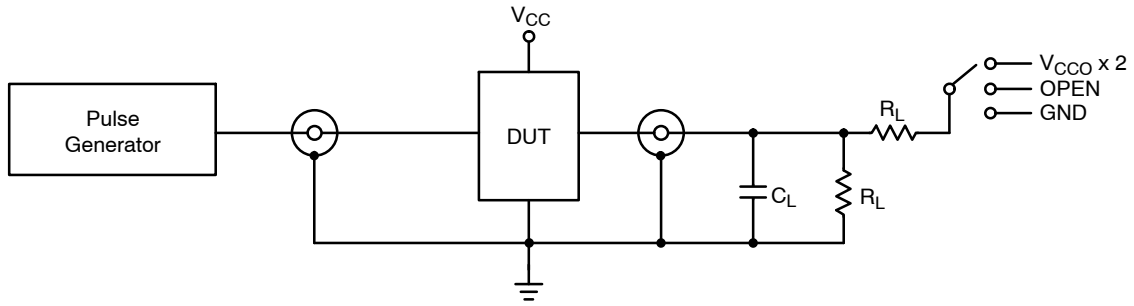 V_CC
Pulse
Generator
DUT
C_L
R_L
R_L
V_CCO x 2
OPEN
GND